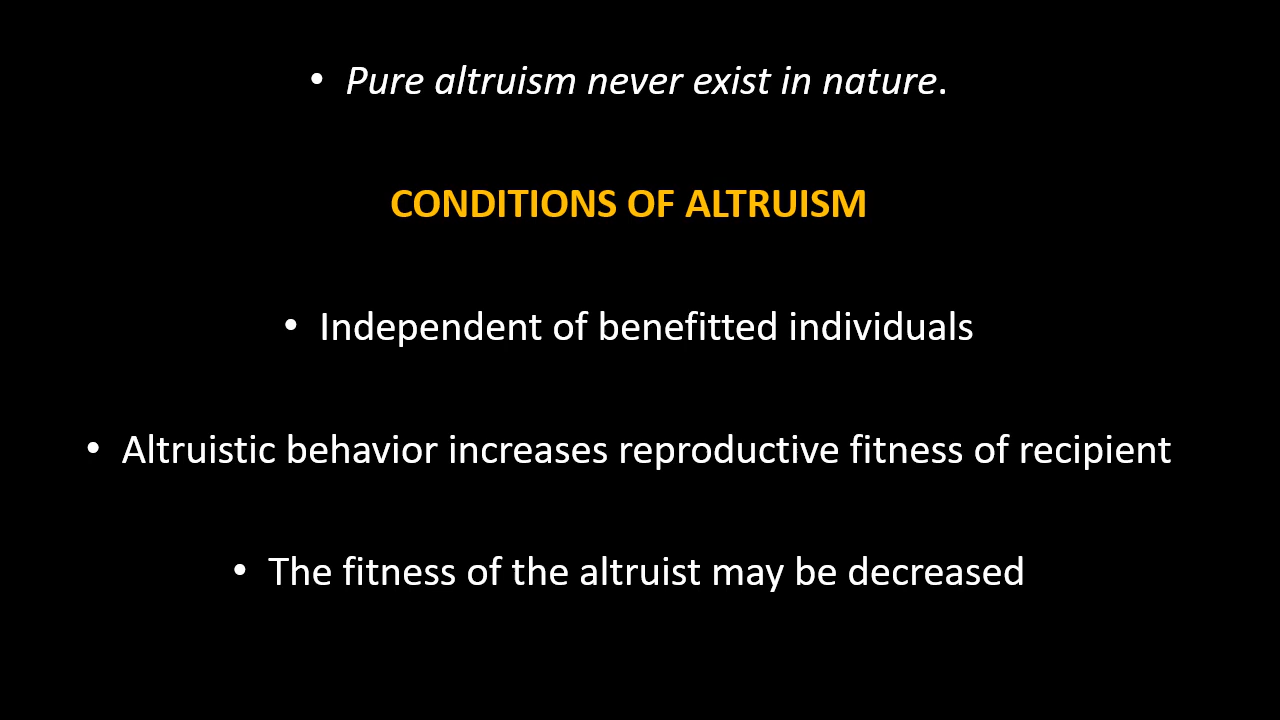 • Pure altruism never exist in nature.
CONDITIONS OF ALTRUISM
• Independent of benefitted individuals
• Altruistic behavior increases reproductive fitness of recipient
• The fitness of the altruist may be decreased